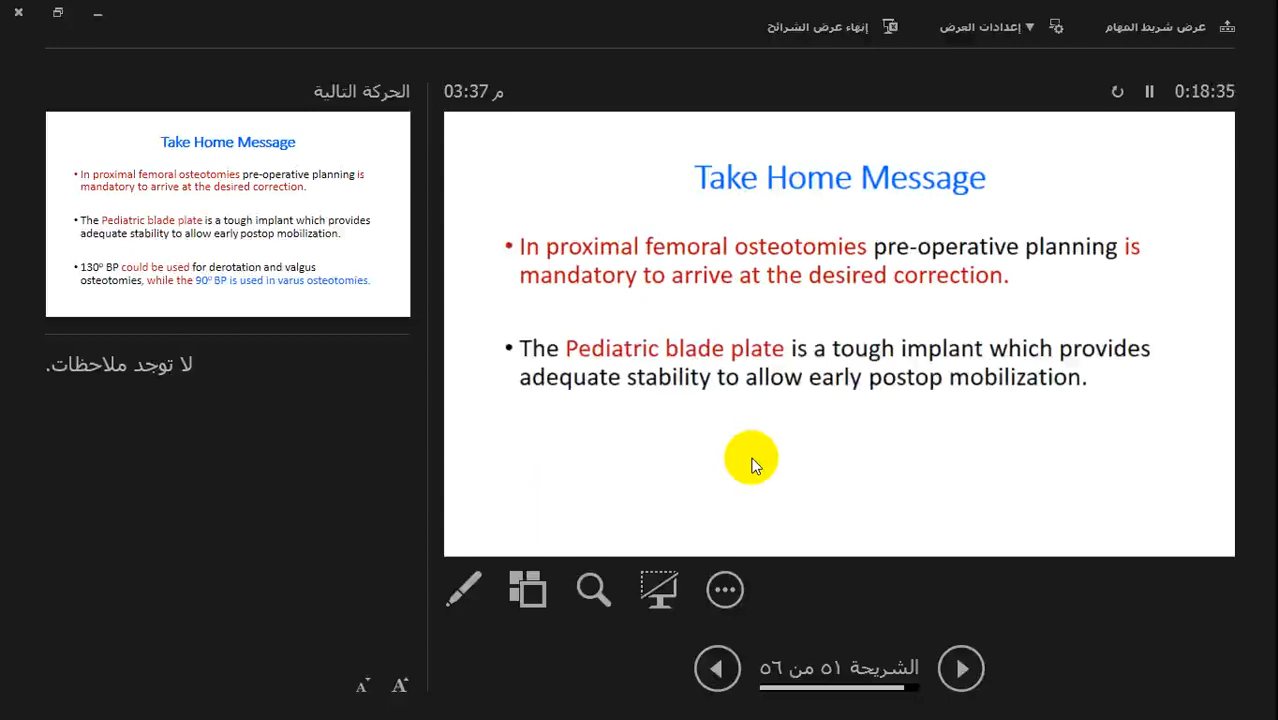 عرض شريط المهام
إعدادات العرض ▼
إنهاء عرض الشرائح
0:18:35
03:37 م
الحركة التالية
Take Home Message
• In proximal femoral osteotomies pre-operative planning is
mandatory to arrive at the desired correction.
• The Pediatric blade plate is a tough implant which provides
adequate stability to allow early postop mobilization.
Take Home Message
• In proximal femoral osteotomies pre-operative planning is
mandatory to arrive at the desired correction.
• The Pediatric blade plate is a tough implant which provides
adequate stability to allow early postop mobilization.
• 130⁰ BP could be used for derotation and valgus
osteotomies, while the 90⁰ BP is used in varus osteotomies.
لا توجد ملاحظات.
الشريحة ٥١ من ٥٦
A A